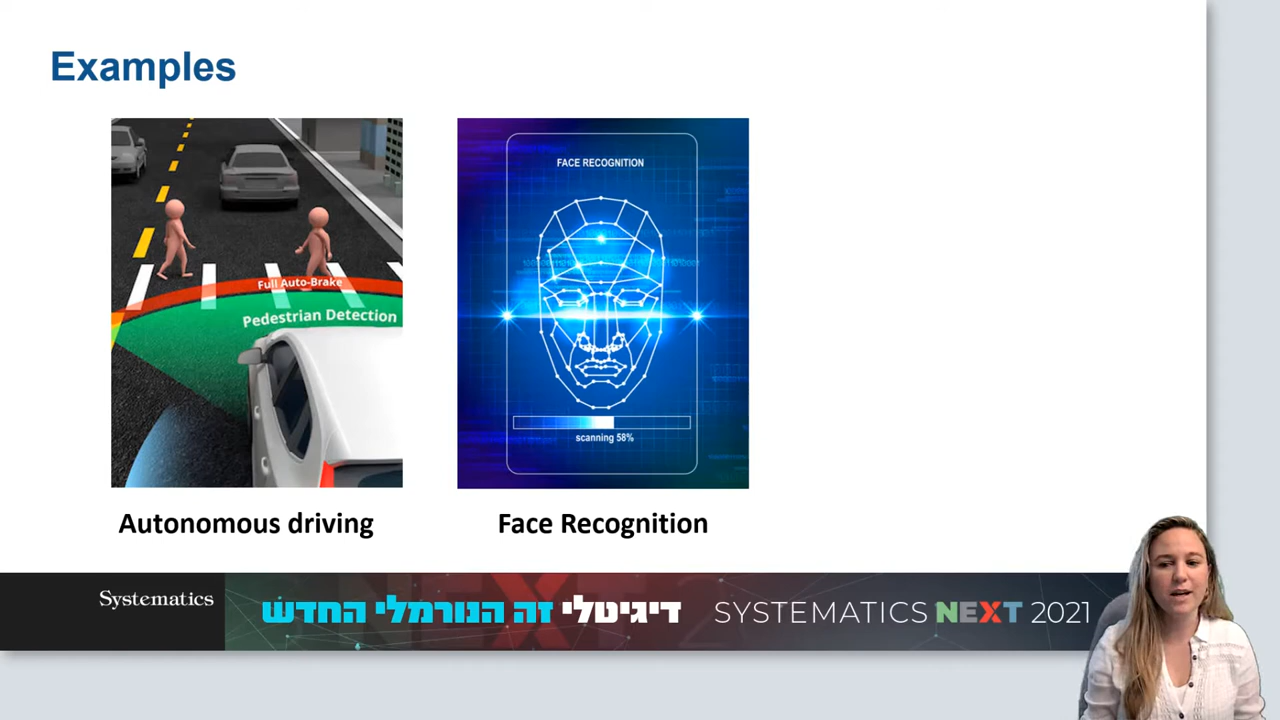 Examples
Full Auto-Brake
Pedestrian Detection
FACE RECOGNITION
scanning 58%
Autonomous driving
Face Recognition
Systematics
דיגיטלי זה הנורמלי החדש
SYSTEMATICS NEXT 2021